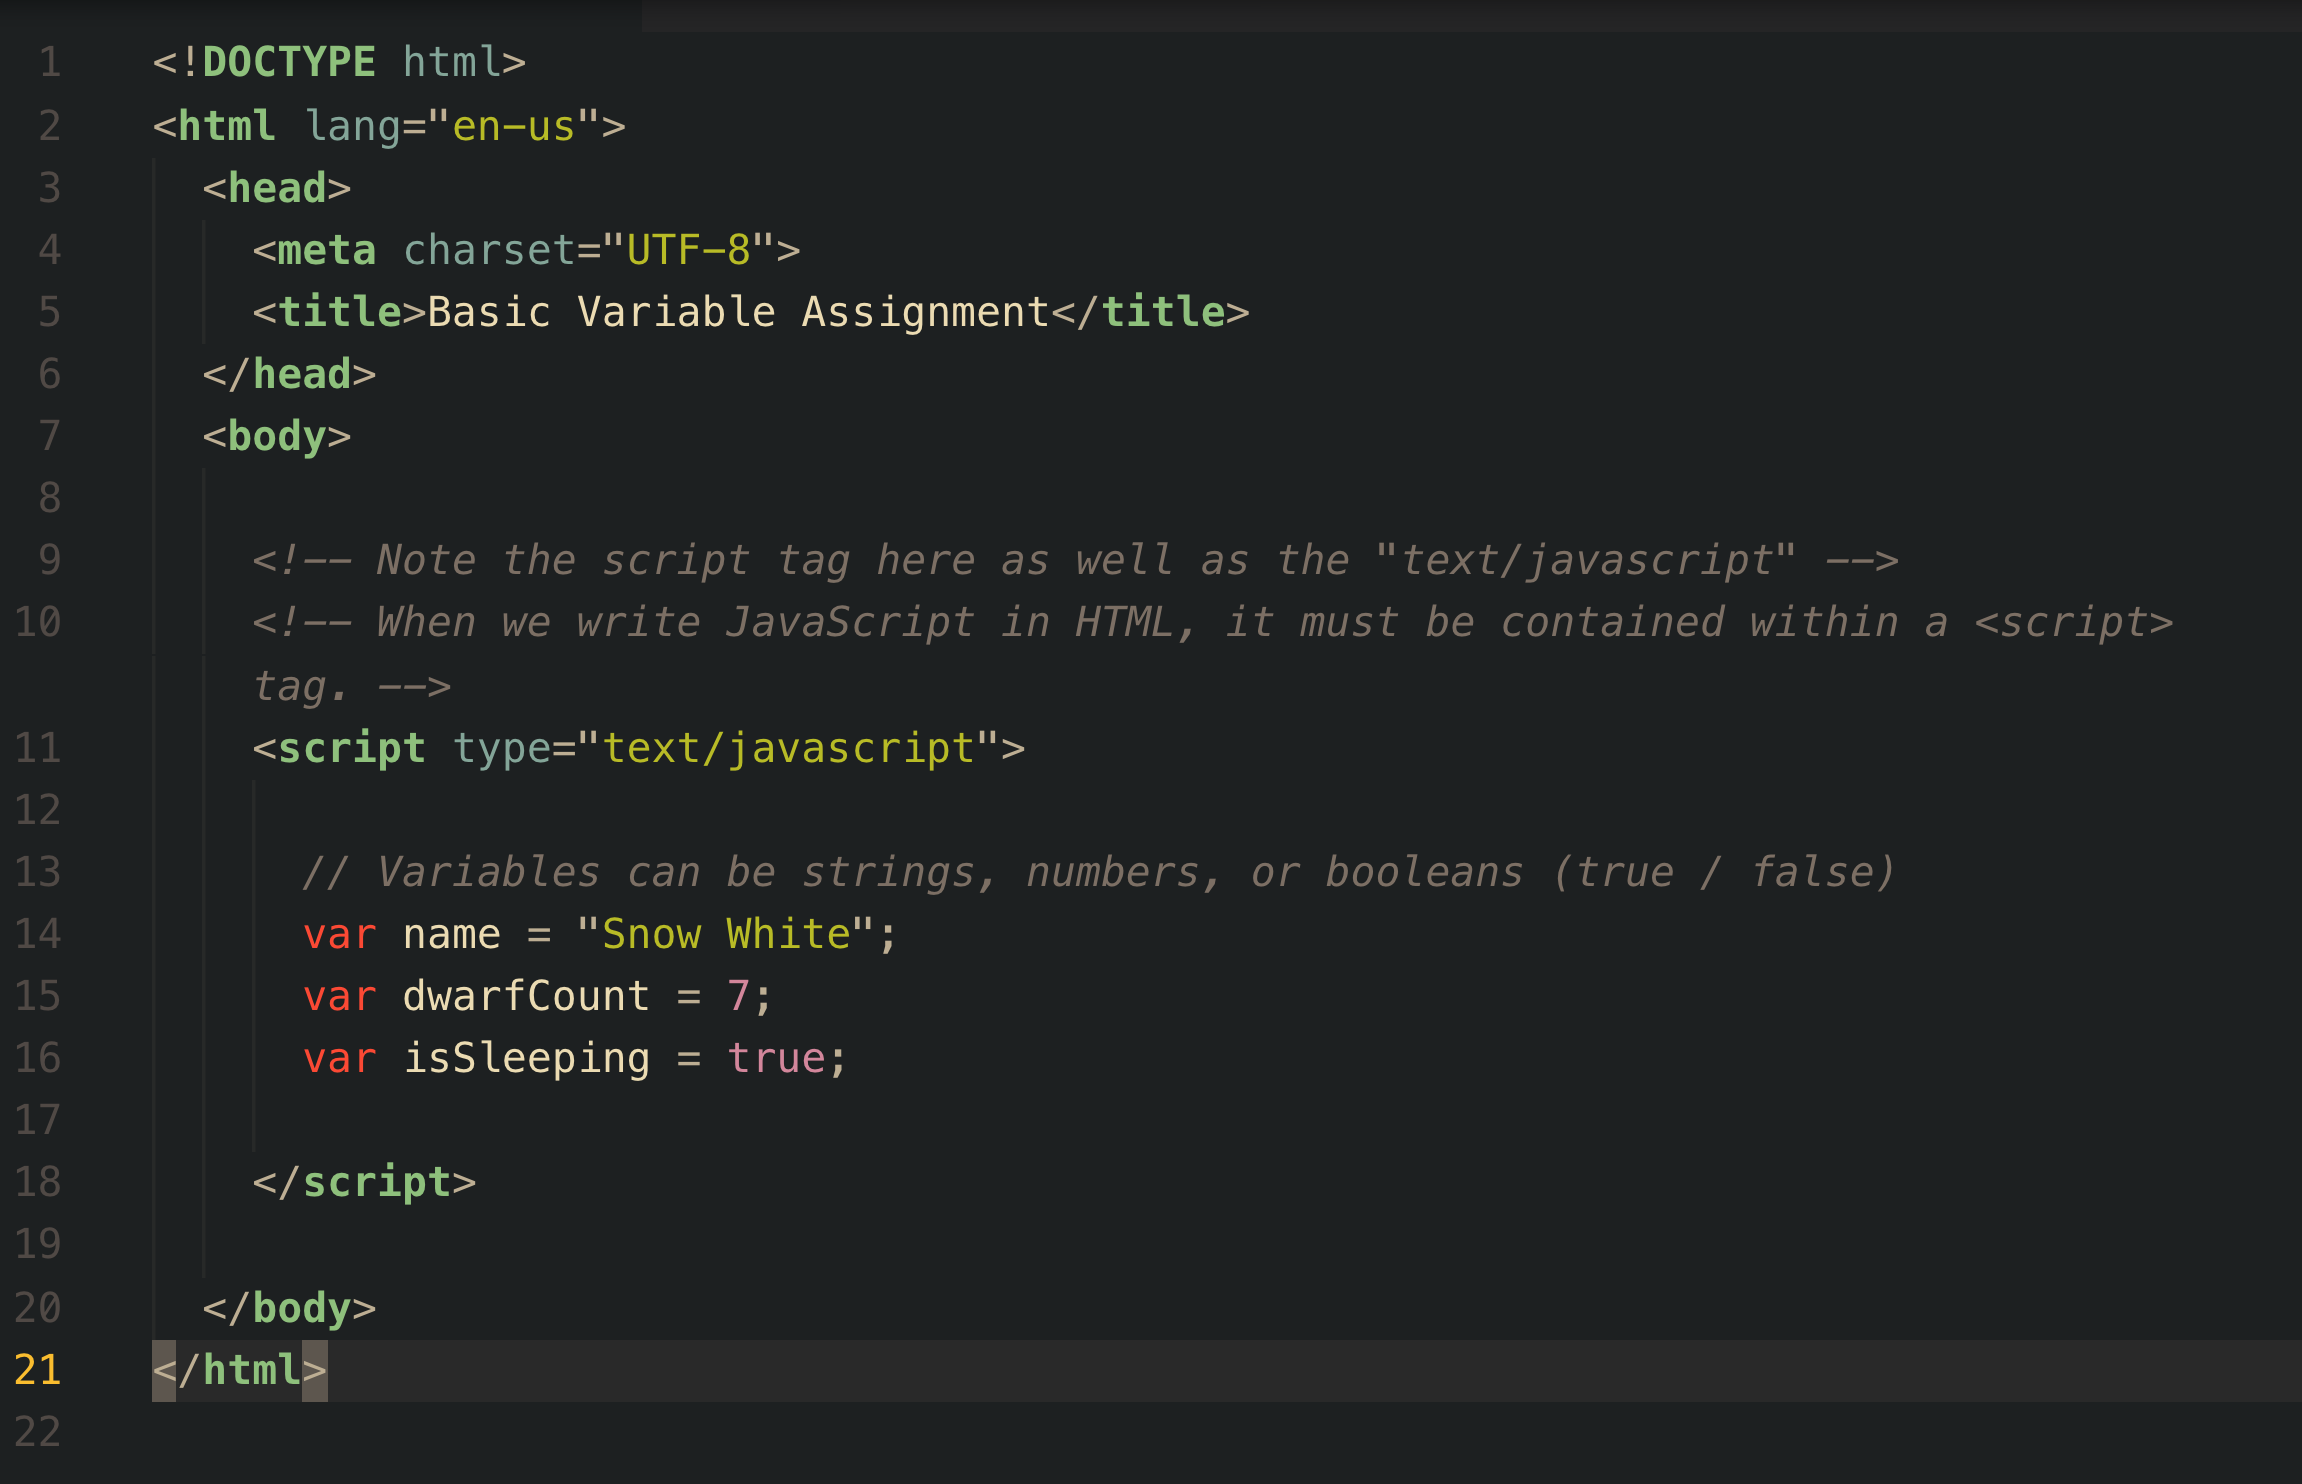 1 <!DOCTYPE html>
2 <html lang="en-us">
3 <head>
4 <meta charset="UTF-8">
5 <title>Basic Variable Assignment</title>
6 </head>
7 <body>
8
9 <!-- Note the script tag here as well as the "text/javascript" -->
10 <!-- When we write JavaScript in HTML, it must be contained within a <script>
tag. -->
11 <script type="text/javascript">
12
13 // Variables can be strings, numbers, or booleans (true / false)
14 var name = "Snow White";
15 var dwarfCount = 7;
16 var isSleeping = true;
17
18 </script>
19
20 </body>
21 </html>
22